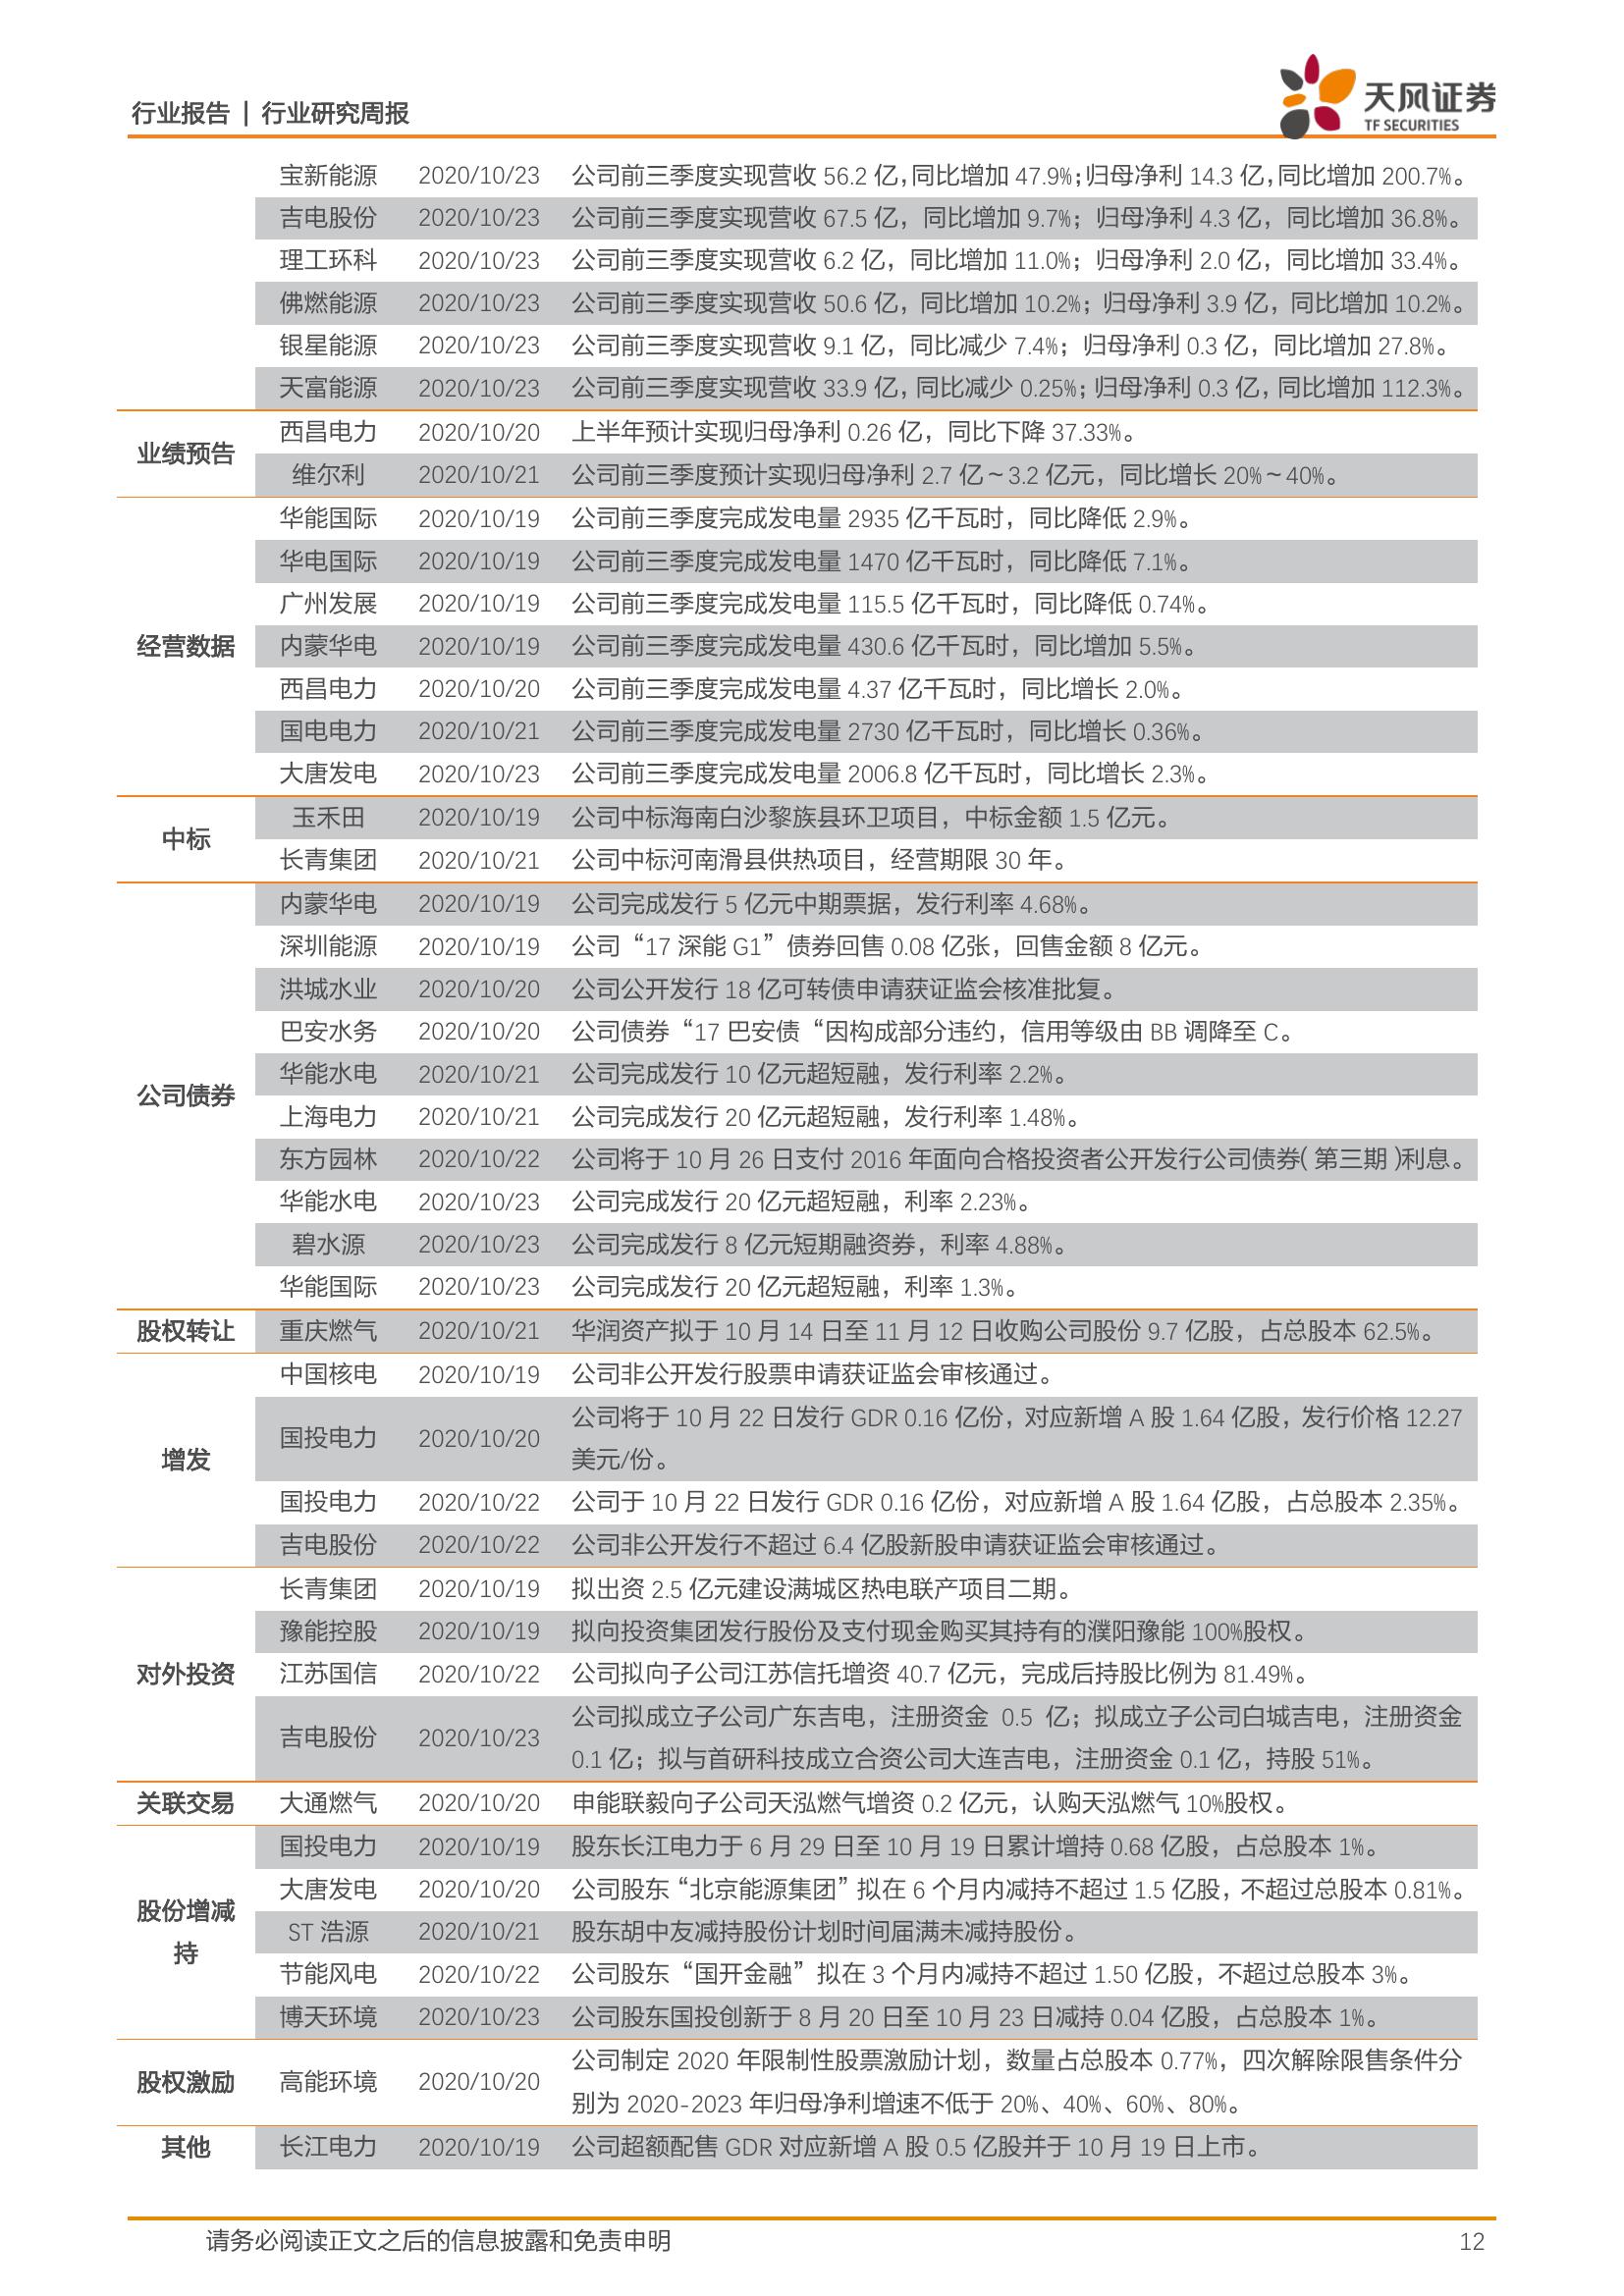 行业报告 | 行业研究周报
天风证券
TF SECURITIES
宝新能源 2020/10/23 公司前三季度实现营收 56.2 亿,同比增加 47.9%;归母净利 14.3 亿,同比增加 200.7%。
吉电股份 2020/10/23 公司前三季度实现营收 67.5 亿，同比增加 9.7%；归母净利 4.3 亿，同比增加 36.8%。
理工环科 2020/10/23 公司前三季度实现营收 6.2 亿，同比增加 11.0%；归母净利 2.0 亿，同比增加 33.4%。
佛燃能源 2020/10/23 公司前三季度实现营收 50.6 亿，同比增加 10.2%；归母净利 3.9 亿，同比增加 10.2%。
银星能源 2020/10/23 公司前三季度实现营收 9.1 亿，同比减少 7.4%；归母净利 0.3 亿，同比增加 27.8%。
天富能源 2020/10/23 公司前三季度实现营收 33.9 亿,同比减少 0.25%;归母净利 0.3 亿,同比增加 112.3%。
业绩预告 西昌电力 2020/10/20 上半年预计实现归母净利 0.26 亿，同比下降 37.33%。
维尔利 2020/10/21 公司前三季度预计实现归母净利 2.7 亿～3.2 亿元，同比增长 20%～40%。
经营数据 华能国际 2020/10/19 公司前三季度完成发电量 2935 亿千瓦时，同比降低 2.9%。
华电国际 2020/10/19 公司前三季度完成发电量 1470 亿千瓦时，同比降低 7.1%。
广州发展 2020/10/19 公司前三季度完成发电量 115.5 亿千瓦时，同比降低 0.74%。
内蒙华电 2020/10/19 公司前三季度完成发电量 430.6 亿千瓦时，同比增加 5.5%。
西昌电力 2020/10/20 公司前三季度完成发电量 4.37 亿千瓦时，同比增长 2.0%。
国电电力 2020/10/21 公司前三季度完成发电量 2730 亿千瓦时，同比增长 0.36%。
大唐发电 2020/10/23 公司前三季度完成发电量 2006.8 亿千瓦时，同比增长 2.3%。
中标 玉禾田 2020/10/19 公司中标海南白沙黎族县环卫项目，中标金额 1.5 亿元。
长青集团 2020/10/21 公司中标河南滑县供热项目，经营期限 30 年。
公司债券 内蒙华电 2020/10/19 公司完成发行 5 亿元中期票据，发行利率 4.68%。
深圳能源 2020/10/19 公司“17 深能 G1”债券回售 0.08 亿张，回售金额 8 亿元。
洪城水业 2020/10/20 公司公开发行 18 亿可转债申请获证监会核准批复。
巴安水务 2020/10/20 公司债券“17 巴安债“因构成部分违约，信用等级由 BB 调降至 C。
华能水电 2020/10/21 公司完成发行 10 亿元超短融，发行利率 2.2%。
上海电力 2020/10/21 公司完成发行 20 亿元超短融，发行利率 1.48%。
东方园林 2020/10/22 公司将于 10 月 26 日支付 2016 年面向合格投资者公开发行公司债券(第三期)利息。
华能水电 2020/10/23 公司完成发行 20 亿元超短融，利率 2.23%。
碧水源 2020/10/23 公司完成发行 8 亿元短期融资券，利率 4.88%。
华能国际 2020/10/23 公司完成发行 20 亿元超短融，利率 1.3%。
股权转让 重庆燃气 2020/10/21 华润资产拟于 10 月 14 日至 11 月 12 日收购公司股份 9.7 亿股，占总股本 62.5%。
增发 中国核电 2020/10/19 公司非公开发行股票申请获证监会审核通过。
国投电力 2020/10/20 公司将于 10 月 22 日发行 GDR 0.16 亿份，对应新增 A 股 1.64 亿股，发行价格 12.27
美元/份。
国投电力 2020/10/22 公司于 10 月 22 日发行 GDR 0.16 亿份，对应新增 A 股 1.64 亿股，占总股本 2.35%。
吉电股份 2020/10/22 公司非公开发行不超过 6.4 亿股新股申请获证监会审核通过。
对外投资 长青集团 2020/10/19 拟出资 2.5 亿元建设满城区热电联产项目二期。
豫能控股 2020/10/19 拟向投资集团发行股份及支付现金购买其持有的濮阳豫能 100%股权。
江苏国信 2020/10/22 公司拟向子公司江苏信托增资 40.7 亿元，完成后持股比例为 81.49%。
吉电股份 2020/10/23 公司拟成立子公司广东吉电，注册资金 0.5 亿；拟成立子公司白城吉电，注册资金
0.1 亿；拟与首研科技成立合资公司大连吉电，注册资金 0.1 亿，持股 51%。
关联交易 大通燃气 2020/10/20 申能联毅向子公司天泓燃气增资 0.2 亿元，认购天泓燃气 10%股权。
股份增减
持 国投电力 2020/10/19 股东长江电力于 6 月 29 日至 10 月 19 日累计增持 0.68 亿股，占总股本 1%。
大唐发电 2020/10/20 公司股东“北京能源集团”拟在 6 个月内减持不超过 1.5 亿股，不超过总股本 0.81%。
ST 浩源 2020/10/21 股东胡中友减持股份计划时间届满未减持股份。
节能风电 2020/10/22 公司股东“国开金融”拟在 3 个月内减持不超过 1.50 亿股，不超过总股本 3%。
博天环境 2020/10/23 公司股东国投创新于 8 月 20 日至 10 月 23 日减持 0.04 亿股，占总股本 1%。
股权激励 高能环境 2020/10/20 公司制定 2020 年限制性股票激励计划，数量占总股本 0.77%，四次解除限售条件分
别为 2020-2023 年归母净利增速不低于 20%、40%、60%、80%。
其他 长江电力 2020/10/19 公司超额配售 GDR 对应新增 A 股 0.5 亿股并于 10 月 19 日上市。
请务必阅读正文之后的信息披露和免责申明 12